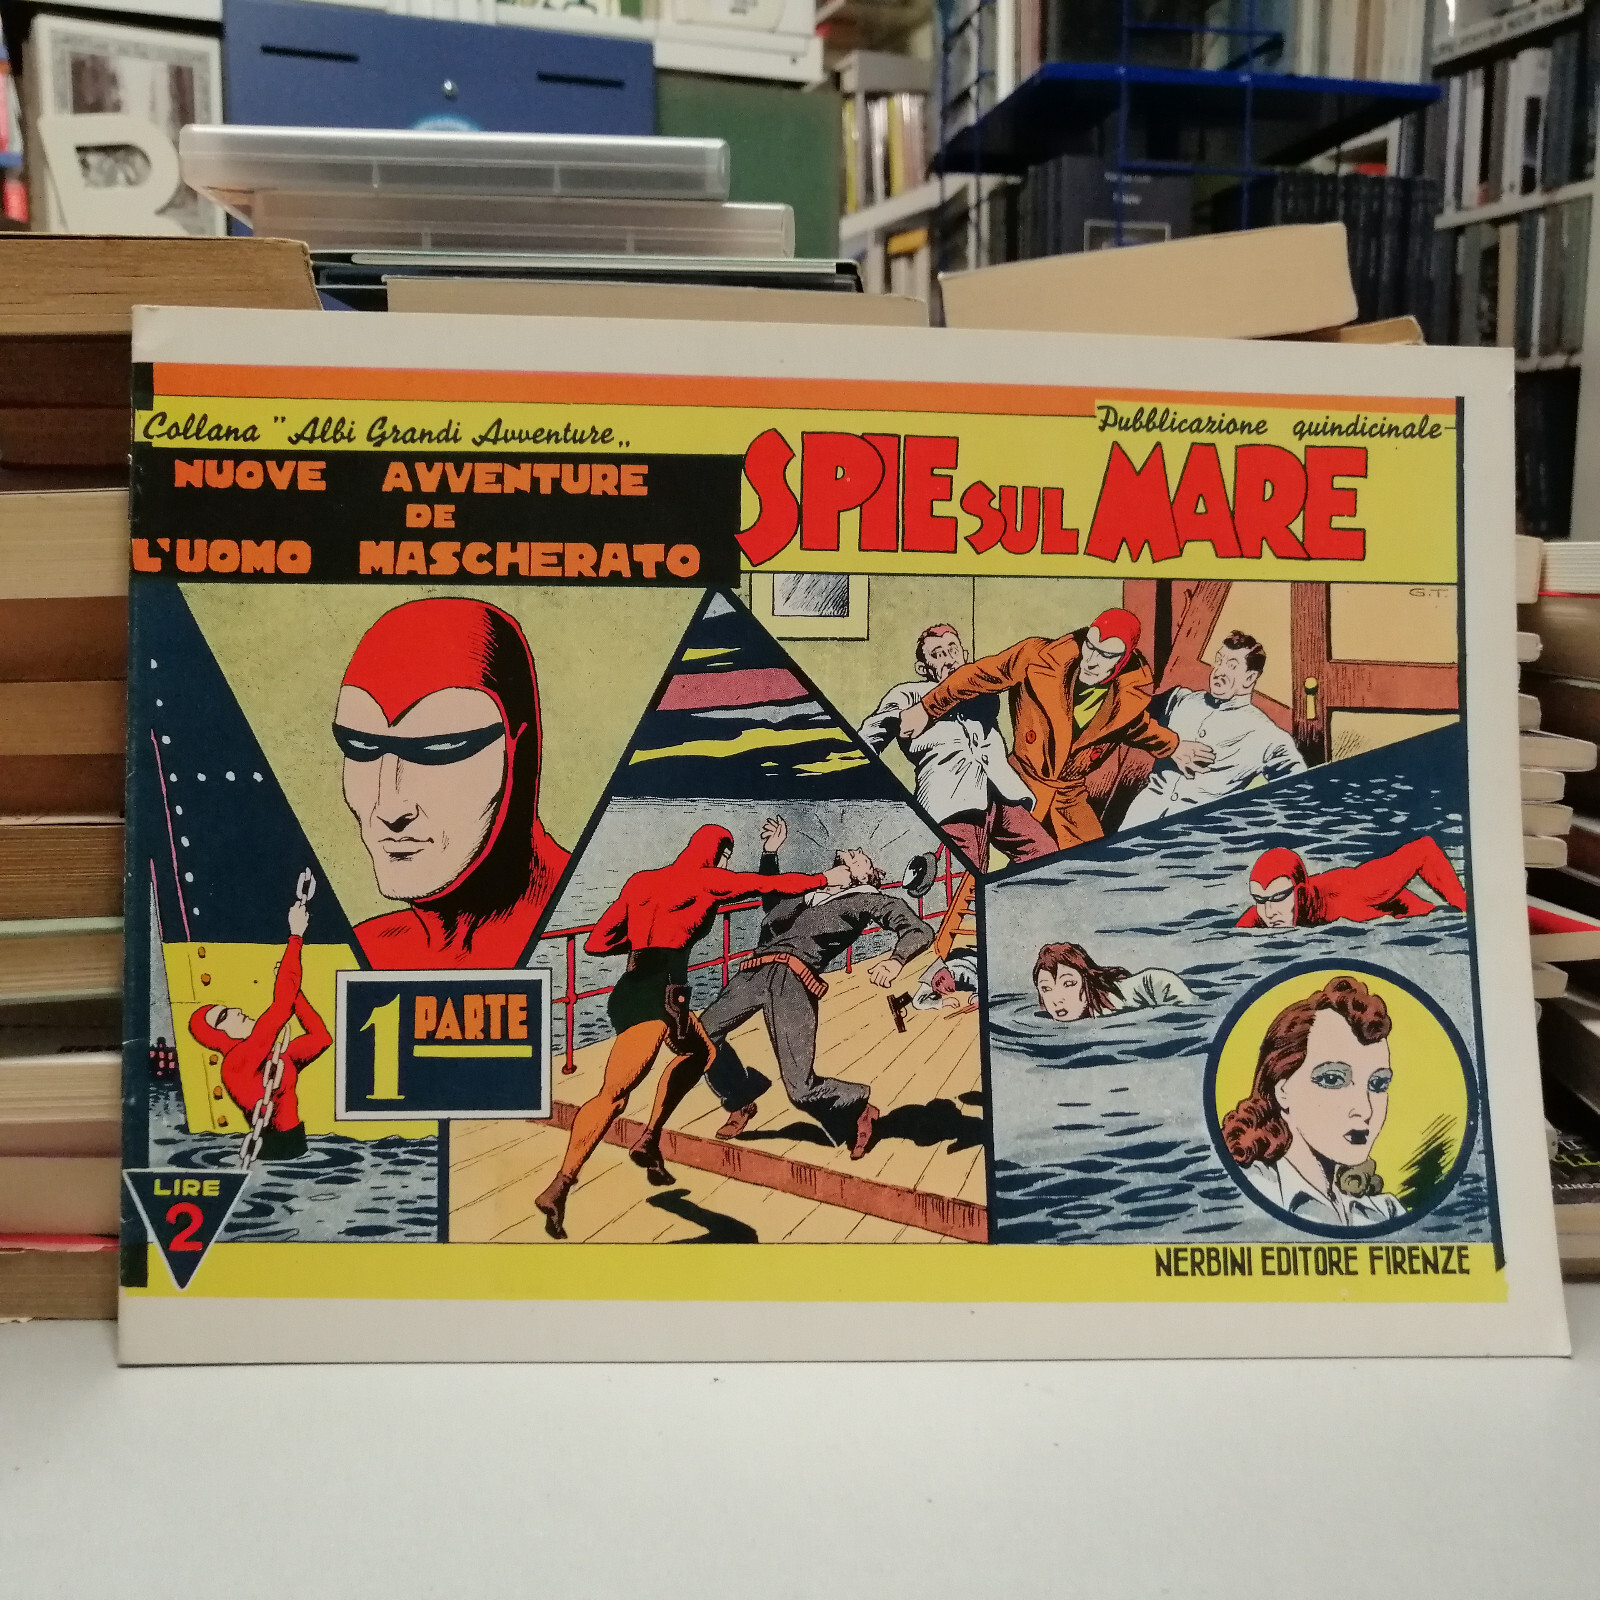 Collana "Albi Grandi Avventure„
Pubblicazione quindicinale
NUOVE AVVENTURE
DE
L'UOMO MASCHERATO
SPIE SUL MARE
G.T.
1 PARTE
LIRE
2
NERBINI EDITORE FIRENZE